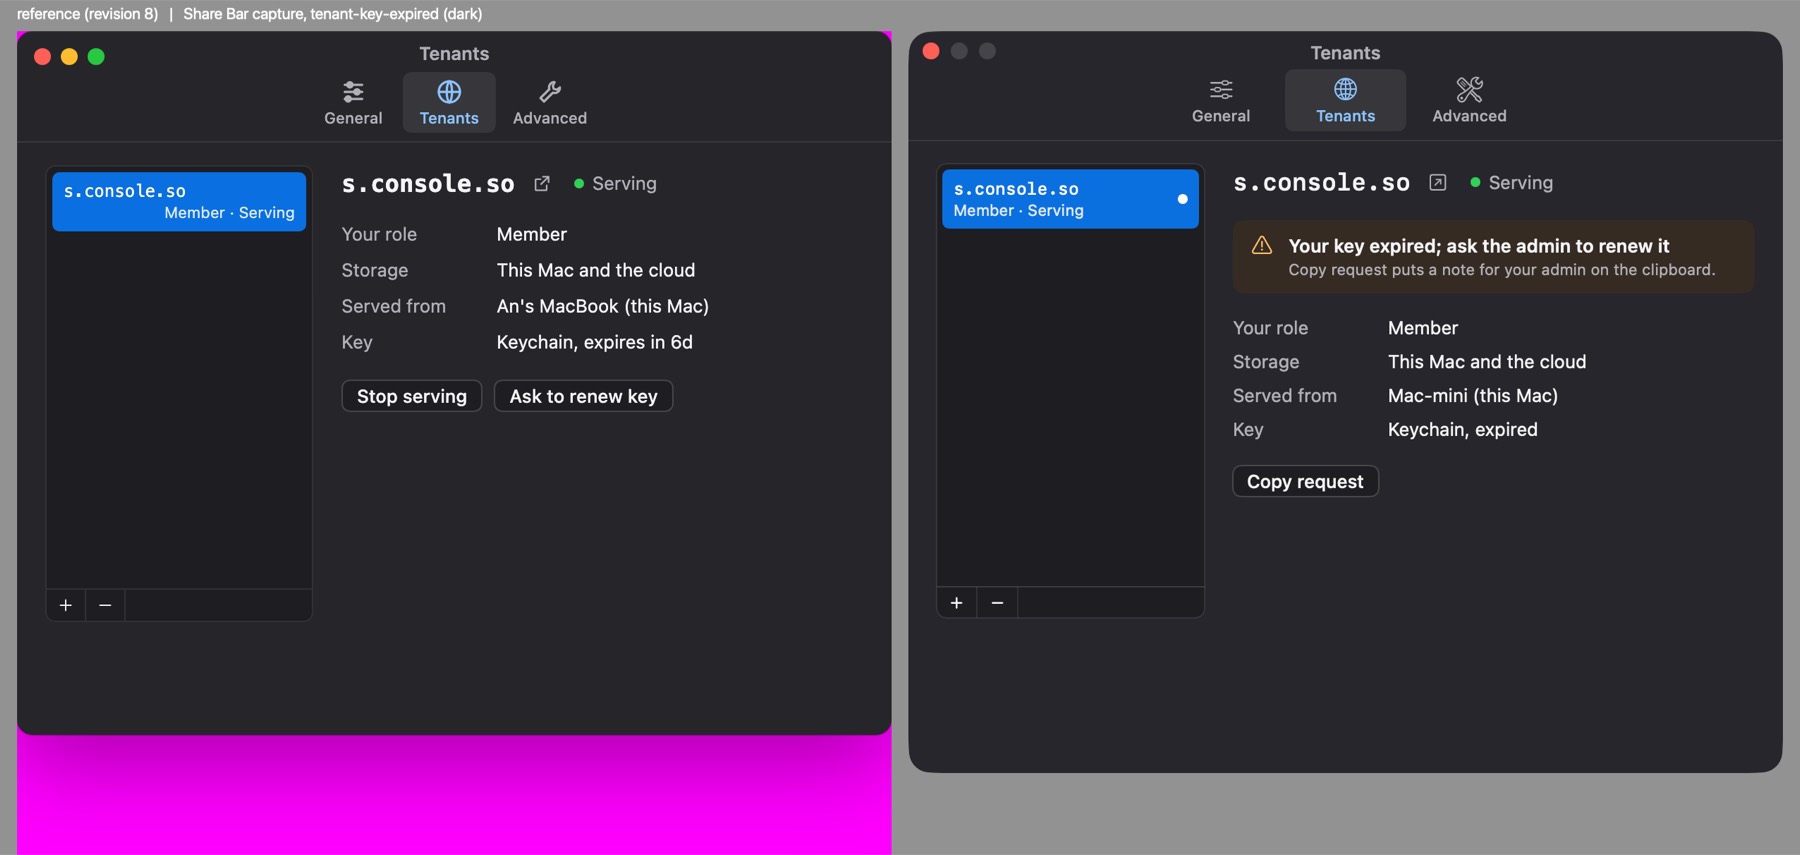 reference (revision 8) | Share Bar capture, tenant-key-expired (dark)
Tenants
General
Tenants
Advanced
s.console.so
Member · Serving
s.console.so
Serving
Your role
Member
Storage
This Mac and the cloud
Served from
An's MacBook (this Mac)
Key
Keychain, expires in 6d
Stop serving
Ask to renew key
+
−
Tenants
General
Tenants
Advanced
s.console.so
Member · Serving
s.console.so
Serving
Your key expired; ask the admin to renew it
Copy request puts a note for your admin on the clipboard.
Your role
Member
Storage
This Mac and the cloud
Served from
Mac-mini (this Mac)
Key
Keychain, expired
Copy request
+
−